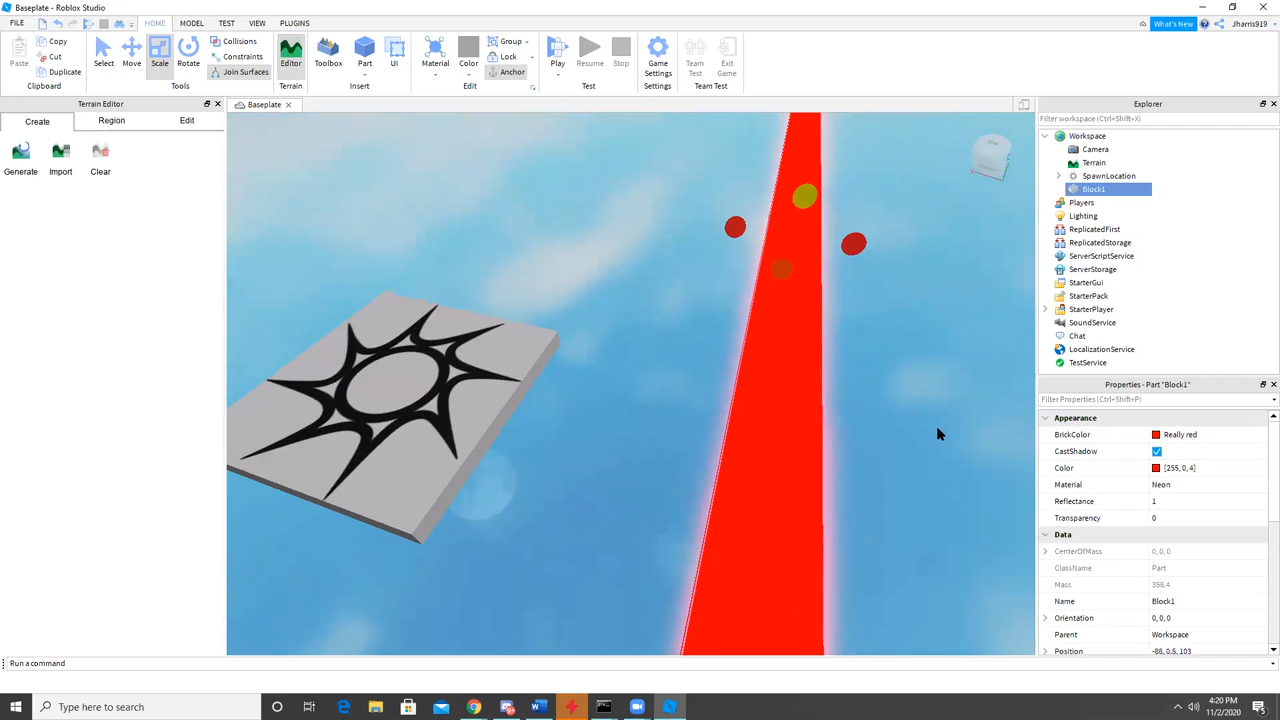 Baseplate - Roblox Studio
FILE HOME MODEL TEST VIEW PLUGINS What's New Jharris919
Paste Copy Cut Duplicate Clipboard
Select Move Scale Rotate Collisions Constraints Join Surfaces Tools
Editor Terrain
Toolbox Part UI Insert
Material Color Group Lock Anchor Edit
Play Resume Stop Test
Game Settings Settings
Team Test Exit Game Team Test
Terrain Editor
Create Region Edit
Generate Import Clear
Baseplate
Explorer
Filter workspace (Ctrl+Shift+X)
Workspace
Camera
Terrain
SpawnLocation
Block1
Players
Lighting
ReplicatedFirst
ReplicatedStorage
ServerScriptService
ServerStorage
StarterGui
StarterPack
StarterPlayer
SoundService
Chat
LocalizationService
TestService
Properties - Part "Block1"
Filter Properties (Ctrl+Shift+P)
Appearance
BrickColor Really red
CastShadow
Color [255, 0, 4]
Material Neon
Reflectance 1
Transparency 0
Data
CenterOfMass 0, 0, 0
ClassName Part
Mass 358.4
Name Block1
Orientation 0, 0, 0
Parent Workspace
Position -88, 0.5, 103
Run a command
Type here to search
4:20 PM
11/2/2020